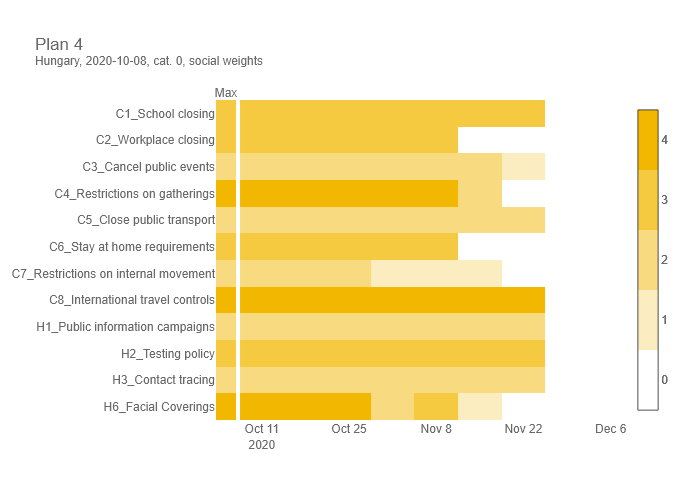 Plan 4
Hungary, 2020-10-08, cat. 0, social weights
Max
C1_School closing
C2_Workplace closing
C3_Cancel public events
C4_Restrictions on gatherings
C5_Close public transport
C6_Stay at home requirements
C7_Restrictions on internal movement
C8_International travel controls
H1_Public information campaigns
H2_Testing policy
H3_Contact tracing
H6_Facial Coverings
Oct 11 Oct 25 Nov 8 Nov 22 Dec 6
2020
4
3
2
1
0